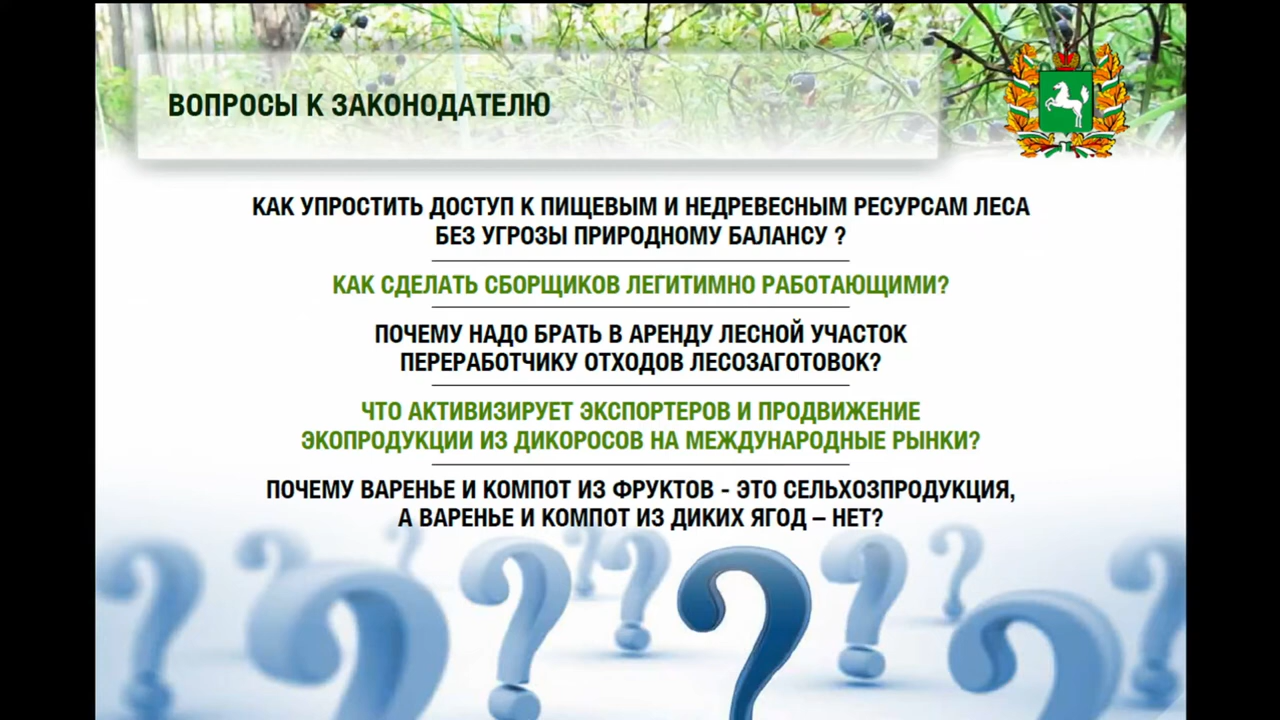 ВОПРОСЫ К ЗАКОНОДАТЕЛЮ
КАК УПРОСТИТЬ ДОСТУП К ПИЩЕВЫМ И НЕДРЕВЕСНЫМ РЕСУРСАМ ЛЕСА
БЕЗ УГРОЗЫ ПРИРОДНОМУ БАЛАНСУ ?
КАК СДЕЛАТЬ СБОРЩИКОВ ЛЕГИТИМНО РАБОТАЮЩИМИ?
ПОЧЕМУ НАДО БРАТЬ В АРЕНДУ ЛЕСНОЙ УЧАСТОК
ПЕРЕРАБОТЧИКУ ОТХОДОВ ЛЕСОЗАГОТОВОК?
ЧТО АКТИВИЗИРУЕТ ЭКСПОРТЕРОВ И ПРОДВИЖЕНИЕ
ЭКОПРОДУКЦИИ ИЗ ДИКОРОСОВ НА МЕЖДУНАРОДНЫЕ РЫНКИ?
ПОЧЕМУ ВАРЕНЬЕ И КОМПОТ ИЗ ФРУКТОВ - ЭТО СЕЛЬХОЗПРОДУКЦИЯ,
А ВАРЕНЬЕ И КОМПОТ ИЗ ДИКИХ ЯГОД – НЕТ?